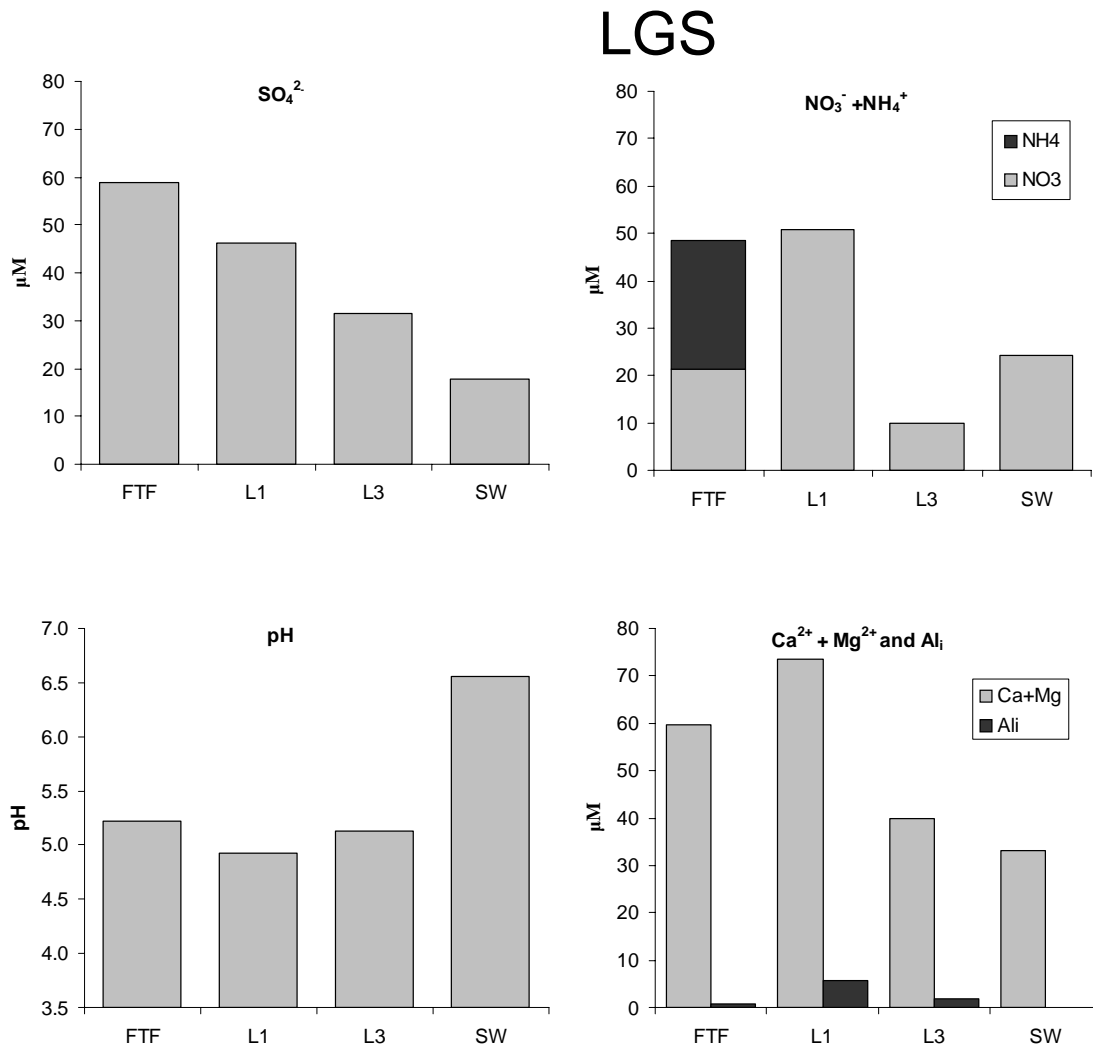 LGS
SO₄²⁻
80
70
60
50
40
30
20
10
0
µM
FTF L1 L3 SW
NO₃⁻ +NH₄⁺
80
70
60
50
40
30
20
10
0
µM
NH4
NO3
FTF L1 L3 SW
pH
7.0
6.5
6.0
5.5
5.0
4.5
4.0
3.5
pH
FTF L1 L3 SW
Ca²⁺ + Mg²⁺ and Alᵢ
80
70
60
50
40
30
20
10
0
µM
Ca+Mg
Ali
FTF L1 L3 SW